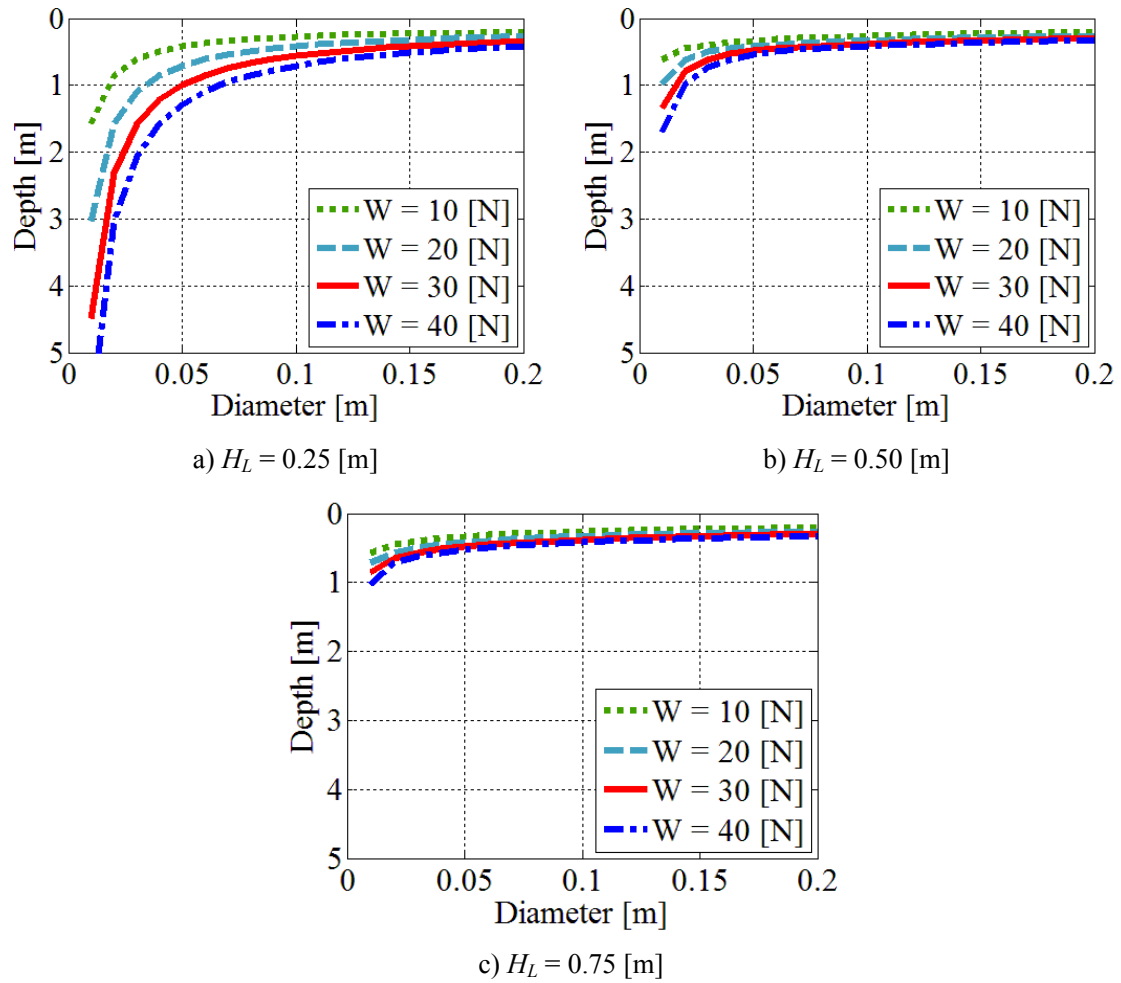 0
1
2
3
4
5
Depth [m]
W = 10 [N]
W = 20 [N]
W = 30 [N]
W = 40 [N]
0 0.05 0.1 0.15 0.2
Diameter [m]
a) H_L = 0.25 [m]
0
1
2
3
4
5
Depth [m]
W = 10 [N]
W = 20 [N]
W = 30 [N]
W = 40 [N]
0 0.05 0.1 0.15 0.2
Diameter [m]
b) H_L = 0.50 [m]
0
1
2
3
4
5
Depth [m]
W = 10 [N]
W = 20 [N]
W = 30 [N]
W = 40 [N]
0 0.05 0.1 0.15 0.2
Diameter [m]
c) H_L = 0.75 [m]